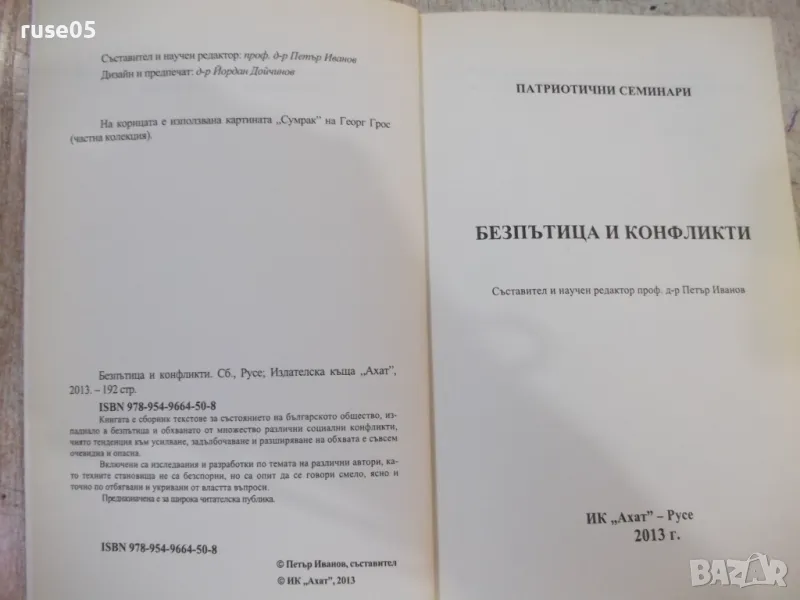 ruse05
Съставител и научен редактор: проф. д-р Петър Иванов
Дизайн и предпечат: д-р Йордан Дойчинов
На корицата е използвана картината „Сумрак" на Георг Грос
(частна колекция).
Безпътица и конфликти. Сб., Русе; Издателска къща „Ахат",
2013. – 192 стр.
ISBN 978-954-9664-50-8
Книгата е сборник текстове за състоянието на българското общество, из-
паднало в безпътица и обхванато от множество различни социални конфликти,
чиято тенденция към усилване, задълбочаване и разширяване на обхвата е съвсем
очевидна и опасна.
Включени са изследвания и разработки по темата на различни автори, ка-
то техните становища не са безспорни, но са опит да се говори смело, ясно и
точно по отбягвани и укривани от властта въпроси.
Предназначена е за широка читателска публика.
ISBN 978-954-9664-50-8
© Петър Иванов, съставител
© ИК „Ахат", 2013
ПАТРИОТИЧНИ СЕМИНАРИ
БЕЗПЪТИЦА И КОНФЛИКТИ
Съставител и научен редактор проф. д-р Петър Иванов
ИК „Ахат" – Русе
2013 г.
BAZAR